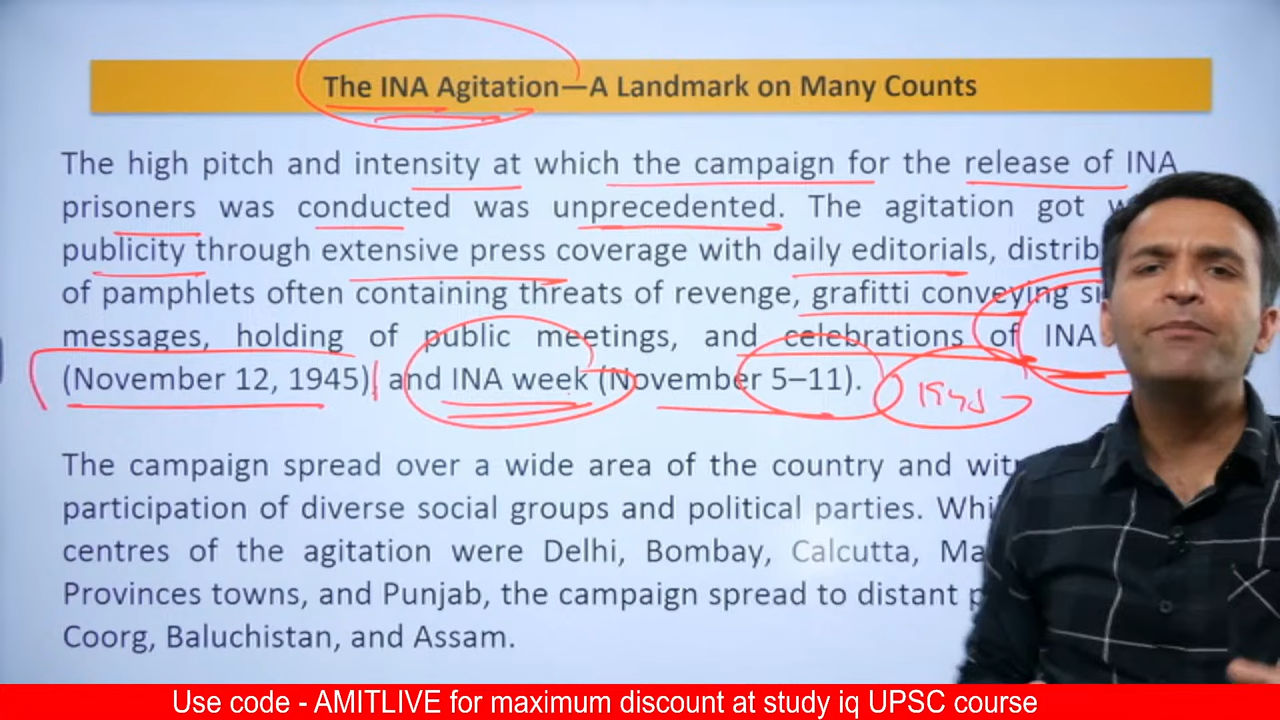 The INA Agitation—A Landmark on Many Counts
The high pitch and intensity at which the campaign for the release of INA
prisoners was conducted was unprecedented. The agitation got
publicity through extensive press coverage with daily editorials,
of pamphlets often containing threats of revenge, grafitti conveying
messages, holding of public meetings, and celebrations of INA
(November 12, 1945), and INA week (November 5–11).
1945
The campaign spread over a wide area of the country and
participation of diverse social groups and political parties.
centres of the agitation were Delhi, Bombay, Calcutta,
Provinces towns, and Punjab, the campaign spread to distant
Coorg, Baluchistan, and Assam.
Use code - AMITLIVE for maximum discount at study iq UPSC course